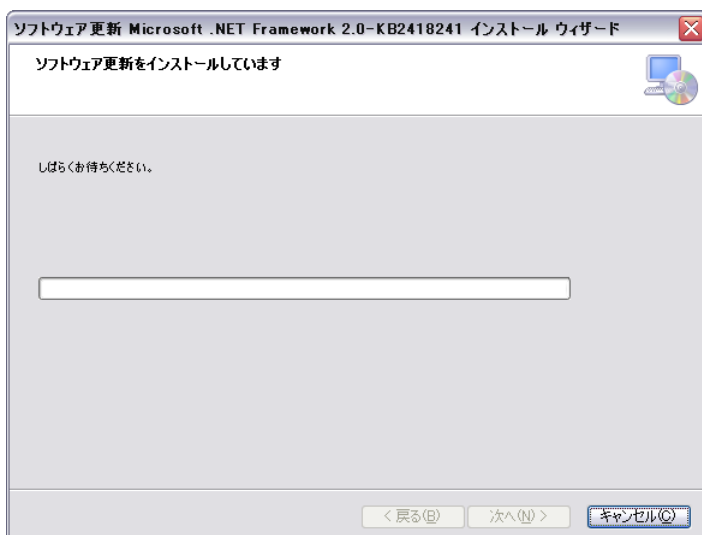 ソフトウェア更新 Microsoft .NET Framework 2.0-KB2418241 インストール ウィザード
ソフトウェア更新をインストールしています
しばらくお待ちください。
< 戻る(B)
次へ(N) >
キャンセル(C)